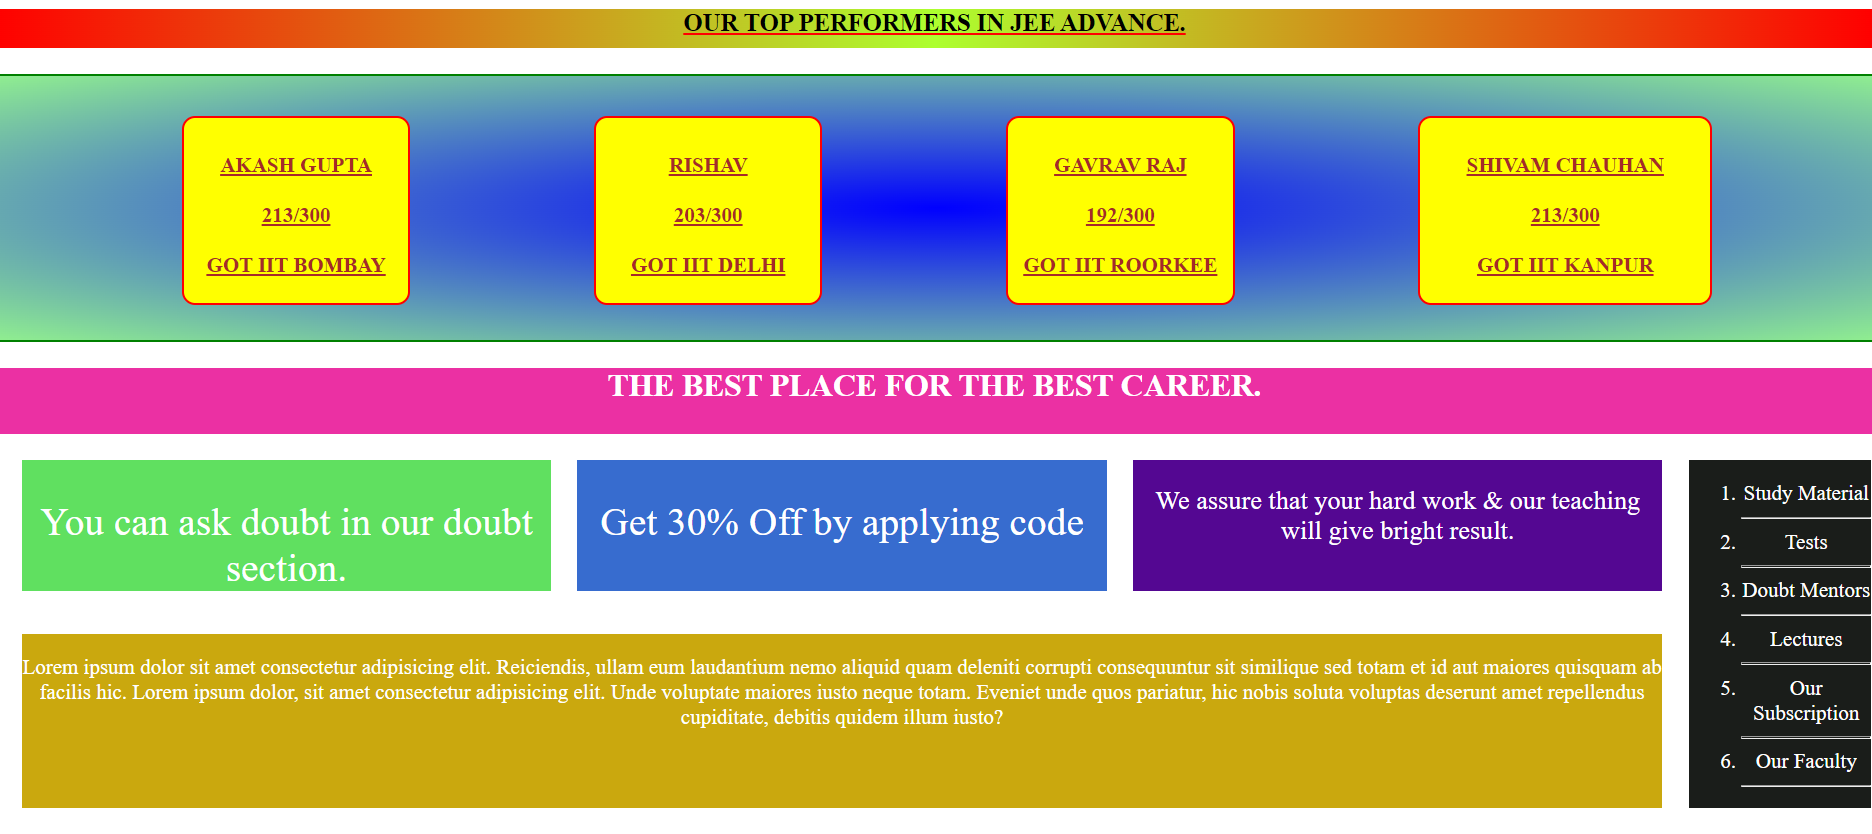 OUR TOP PERFORMERS IN JEE ADVANCE.
AKASH GUPTA
213/300
GOT IIT BOMBAY
RISHAV
203/300
GOT IIT DELHI
GAVRAV RAJ
192/300
GOT IIT ROORKEE
SHIVAM CHAUHAN
213/300
GOT IIT KANPUR
THE BEST PLACE FOR THE BEST CAREER.
You can ask doubt in our doubt
section.
Get 30% Off by applying code
We assure that your hard work & our teaching
will give bright result.
Lorem ipsum dolor sit amet consectetur adipisicing elit. Reiciendis, ullam eum laudantium nemo aliquid quam deleniti corrupti consequuntur sit similique sed totam et id aut maiores quisquam ab
facilis hic. Lorem ipsum dolor, sit amet consectetur adipisicing elit. Unde voluptate maiores iusto neque totam. Eveniet unde quos pariatur, hic nobis soluta voluptas deserunt amet repellendus
cupiditate, debitis quidem illum iusto?
1. Study Material
2. Tests
3. Doubt Mentors
4. Lectures
5. Our
Subscription
6. Our Faculty